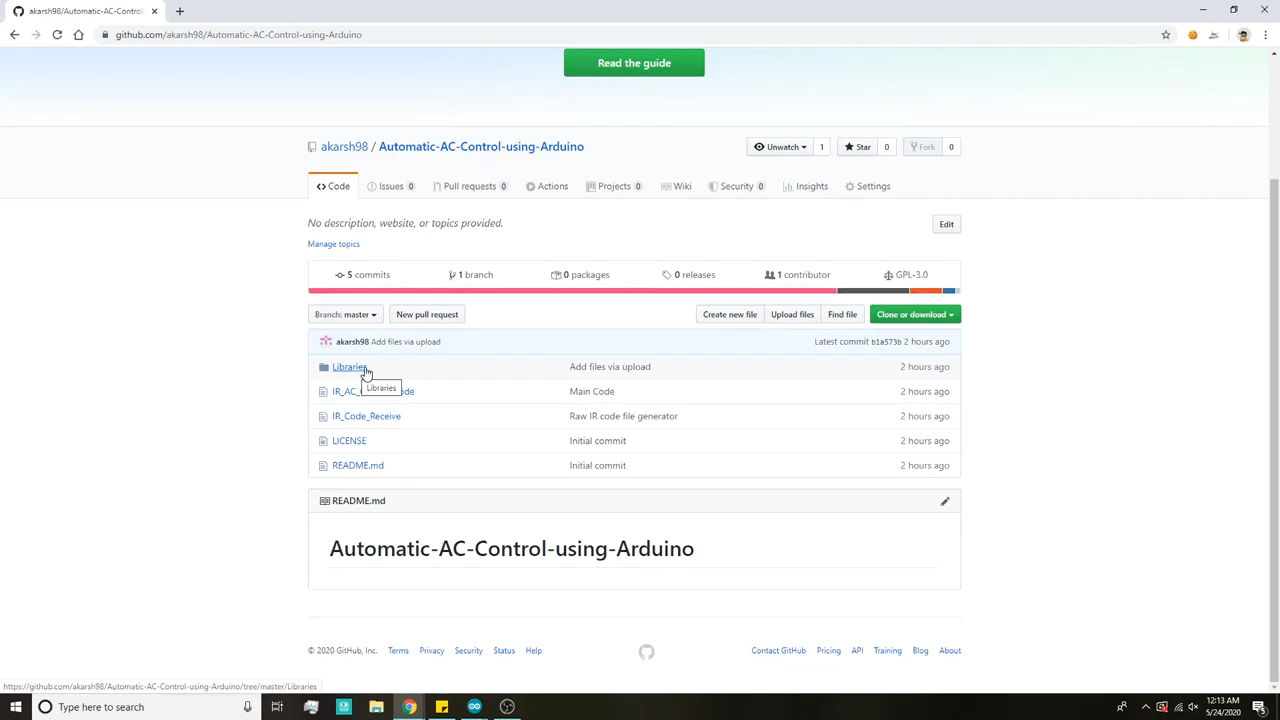 akarsh98/Automatic-AC-Control-
github.com/akarsh98/Automatic-AC-Control-using-Arduino
Read the guide
akarsh98 / Automatic-AC-Control-using-Arduino
Unwatch 1
Star 0
Fork 0
Code
Issues 0
Pull requests 0
Actions
Projects 0
Wiki
Security 0
Insights
Settings
No description, website, or topics provided.
Edit
Manage topics
5 commits
1 branch
0 packages
0 releases
1 contributor
GPL-3.0
Branch: master
New pull request
Create new file
Upload files
Find file
Clone or download
akarsh98 Add files via upload
Latest commit b1a573b 2 hours ago
Libraries
Add files via upload
2 hours ago
Libraries
IR_AC_ ode
Main Code
2 hours ago
IR_Code_Receive
Raw IR code file generator
2 hours ago
LICENSE
Initial commit
2 hours ago
README.md
Initial commit
2 hours ago
README.md
Automatic-AC-Control-using-Arduino
© 2020 GitHub, Inc.
Terms
Privacy
Security
Status
Help
Contact GitHub
Pricing
API
Training
Blog
About
https://github.com/akarsh98/Automatic-AC-Control-using-Arduino/tree/master/Libraries
Type here to search
12:13 AM
5/24/2020
5